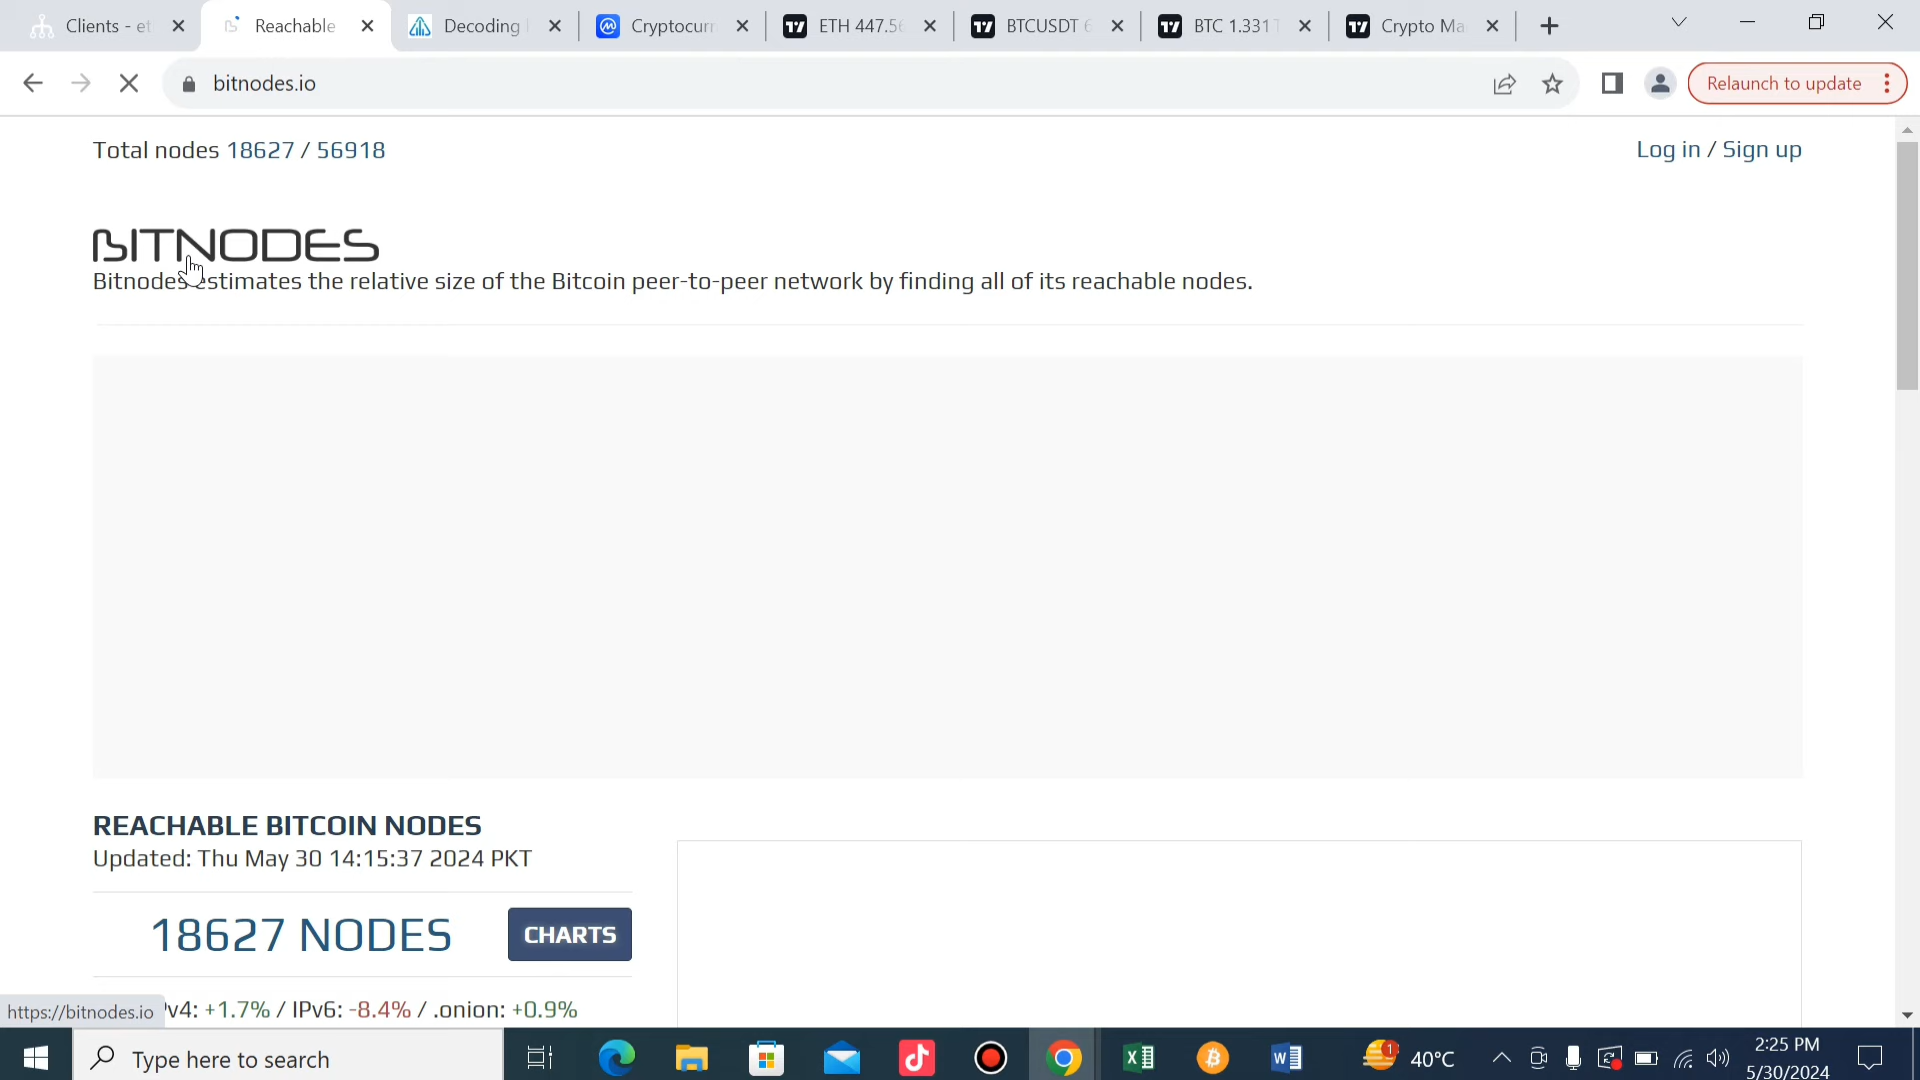 Clients - et
Reachable
Decoding
Cryptocurr
ETH 447.56
BTCUSDT 6
BTC 1.331
Crypto Ma
bitnodes.io
Relaunch to update
Total nodes 18627 / 56918
Log in / Sign up
BITNODES
Bitnodes estimates the relative size of the Bitcoin peer-to-peer network by finding all of its reachable nodes.
REACHABLE BITCOIN NODES
Updated: Thu May 30 14:15:37 2024 PKT
18627 NODES
CHARTS
https://bitnodes.io
Pv4: +1.7% / IPv6: -8.4% / .onion: +0.9%
Type here to search
1
40°C
2:25 PM
5/30/2024